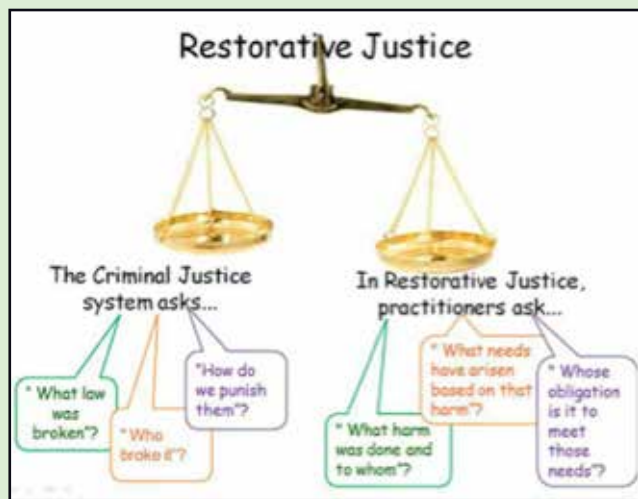 Restorative Justice
The Criminal Justice
system asks...
"What law
was
broken"?
"Who
broke it"?
"How do
we punish
them"?
In Restorative Justice,
practitioners ask...
"What harm
was done and
to whom"?
"What needs
have arisen
based on that
harm"?
"Whose
obligation
is it to
meet
those
needs"?